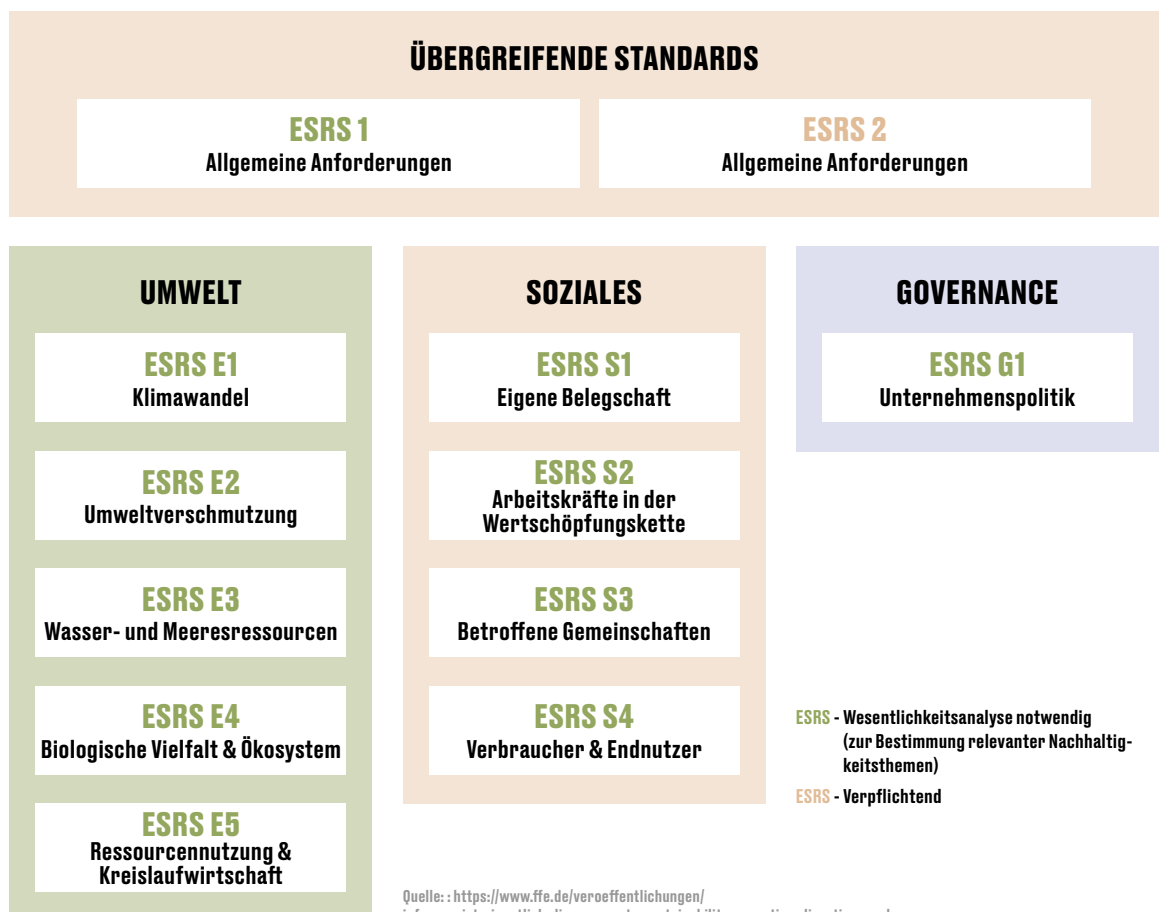 ÜBERGREIFENDE STANDARDS
ESRS 1
Allgemeine Anforderungen
ESRS 2
Allgemeine Anforderungen
UMWELT
ESRS E1
Klimawandel
ESRS E2
Umweltverschmutzung
ESRS E3
Wasser- und Meeresressourcen
ESRS E4
Biologische Vielfalt & Ökosystem
ESRS E5
Ressourcennutzung &
Kreislaufwirtschaft
SOZIALES
ESRS S1
Eigene Belegschaft
ESRS S2
Arbeitskräfte in der
Wertschöpfungskette
ESRS S3
Betroffene Gemeinschaften
ESRS S4
Verbraucher & Endnutzer
GOVERNANCE
ESRS G1
Unternehmenspolitik
ESRS - Wesentlichkeitsanalyse notwendig
(zur Bestimmung relevanter Nachhaltig-
keitsthemen)
ESRS - Verpflichtend
Quelle: : https://www.ffe.de/veroeffentlichungen/